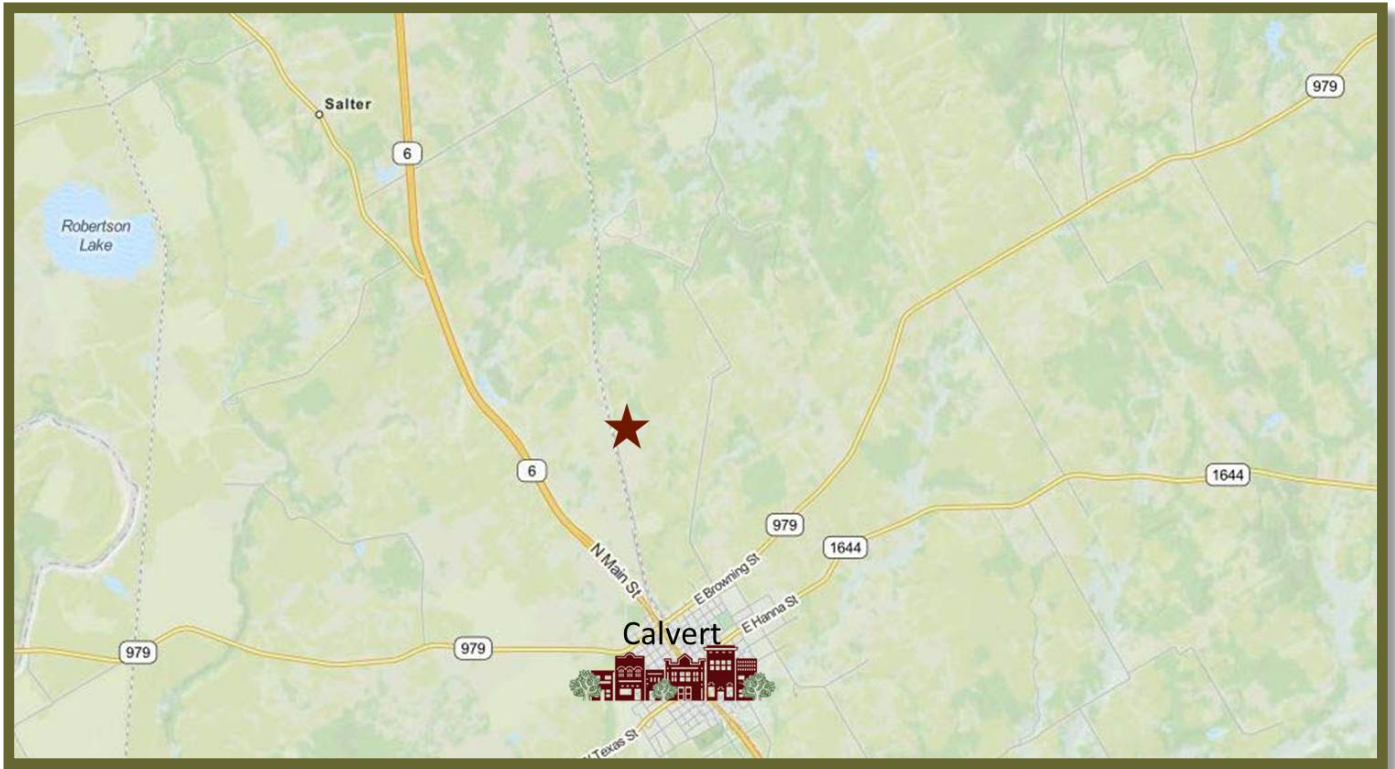 979
Salter
6
Robertson
Lake
6
1644
979
1644
N Main St
E Browning St
E Hanna St
Calvert
979
979
Texas St